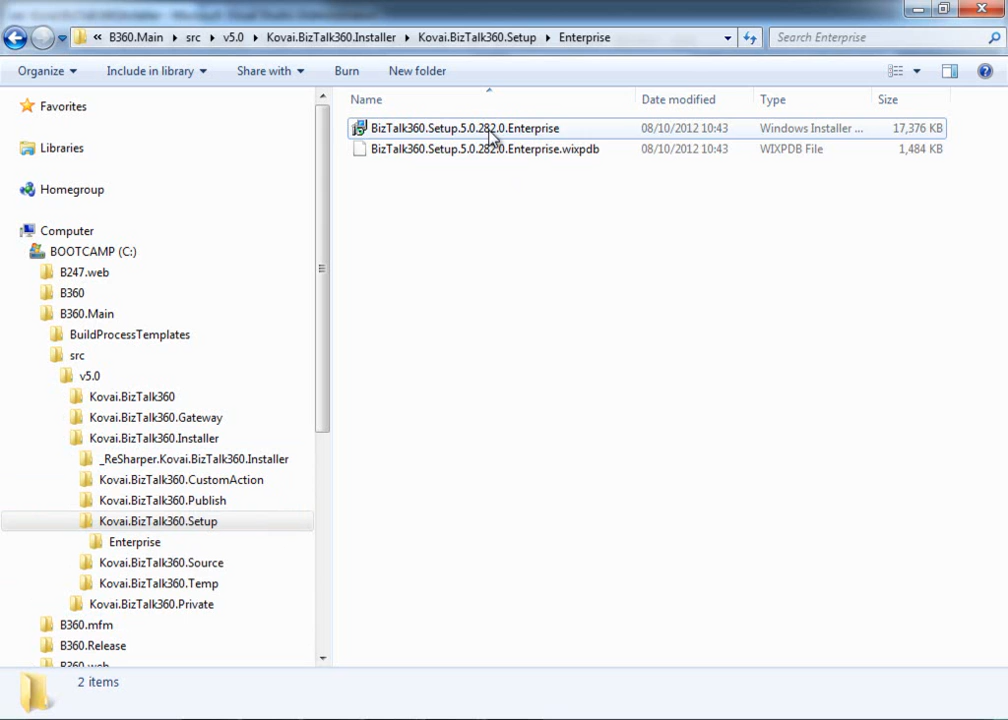 « B360.Main src v5.0 Kovai.BizTalk360.Installer Kovai.BizTalk360.Setup Enterprise
Search Enterprise
Organize Include in library Share with Burn New folder
Favorites
Libraries
Homegroup
Computer
BOOTCAMP (C:)
B247.web
B360
B360.Main
BuildProcessTemplates
src
v5.0
Kovai.BizTalk360
Kovai.BizTalk360.Gateway
Kovai.BizTalk360.Installer
_ReSharper.Kovai.BizTalk360.Installer
Kovai.BizTalk360.CustomAction
Kovai.BizTalk360.Publish
Kovai.BizTalk360.Setup
Enterprise
Kovai.BizTalk360.Source
Kovai.BizTalk360.Temp
Kovai.BizTalk360.Private
B360.mfm
B360.Release
B360.web
Name Date modified Type Size
BizTalk360.Setup.5.0.282.0.Enterprise 08/10/2012 10:43 Windows Installer ... 17,376 KB
BizTalk360.Setup.5.0.282.0.Enterprise.wixpdb 08/10/2012 10:43 WIXPDB File 1,484 KB
2 items